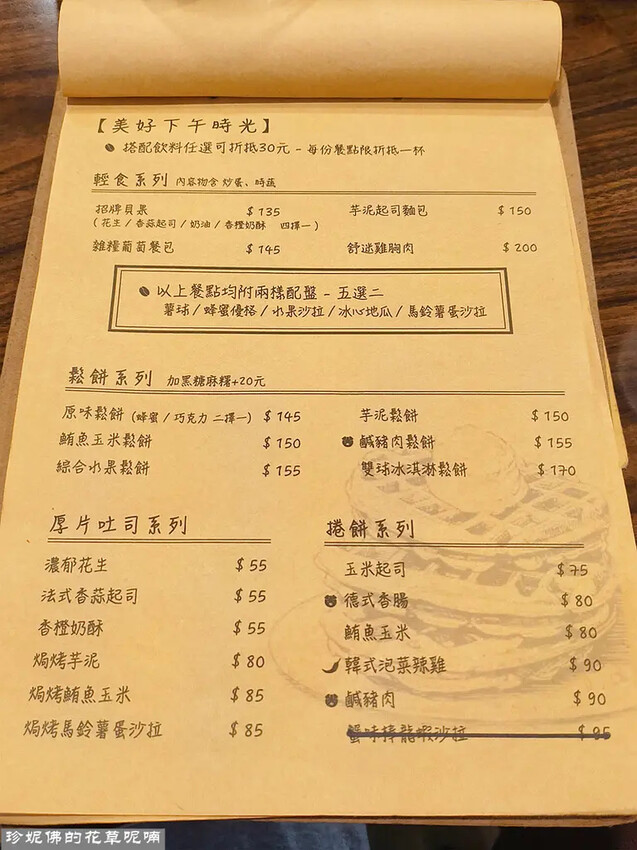 【美好下午時光】
搭配飲料任選可折抵30元 - 每份餐點限折抵一杯
輕食系列 內容物含 炒蛋、時蔬
招牌貝果 $ 135 芋泥起司麵包 $ 150
(花生 / 香蒜起司 / 奶油 / 香橙奶酥 四擇一)
雜糧葡萄餐包 $ 145 舒迷雞胸肉 $ 200
以上餐點均附兩樣配盤 - 五選二
薯球 / 蜂蜜優格 / 水果沙拉 / 冰心地瓜 / 馬鈴薯蛋沙拉
鬆餅系列 加黑糖麻糬+20元
原味鬆餅 (蜂蜜 / 巧克力 二擇一) $ 145 芋泥鬆餅 $ 150
鮪魚玉米鬆餅 $ 150 鹹豬肉鬆餅 $ 155
綜合水果鬆餅 $ 155 雙球冰淇淋鬆餅 $ 170
厚片吐司系列
濃郁花生 $ 55
法式香蒜起司 $ 55
香橙奶酥 $ 55
焗烤芋泥 $ 80
焗烤鮪魚玉米 $ 85
焗烤馬鈴薯蛋沙拉 $ 85
捲餅系列
玉米起司 $ 75
德式香腸 $ 80
鮪魚玉米 $ 80
韓式泡菜辣雞 $ 90
鹹豬肉 $ 90
蟹味棒龍蝦沙拉 $ 95
珍妮佛的花草呢喃